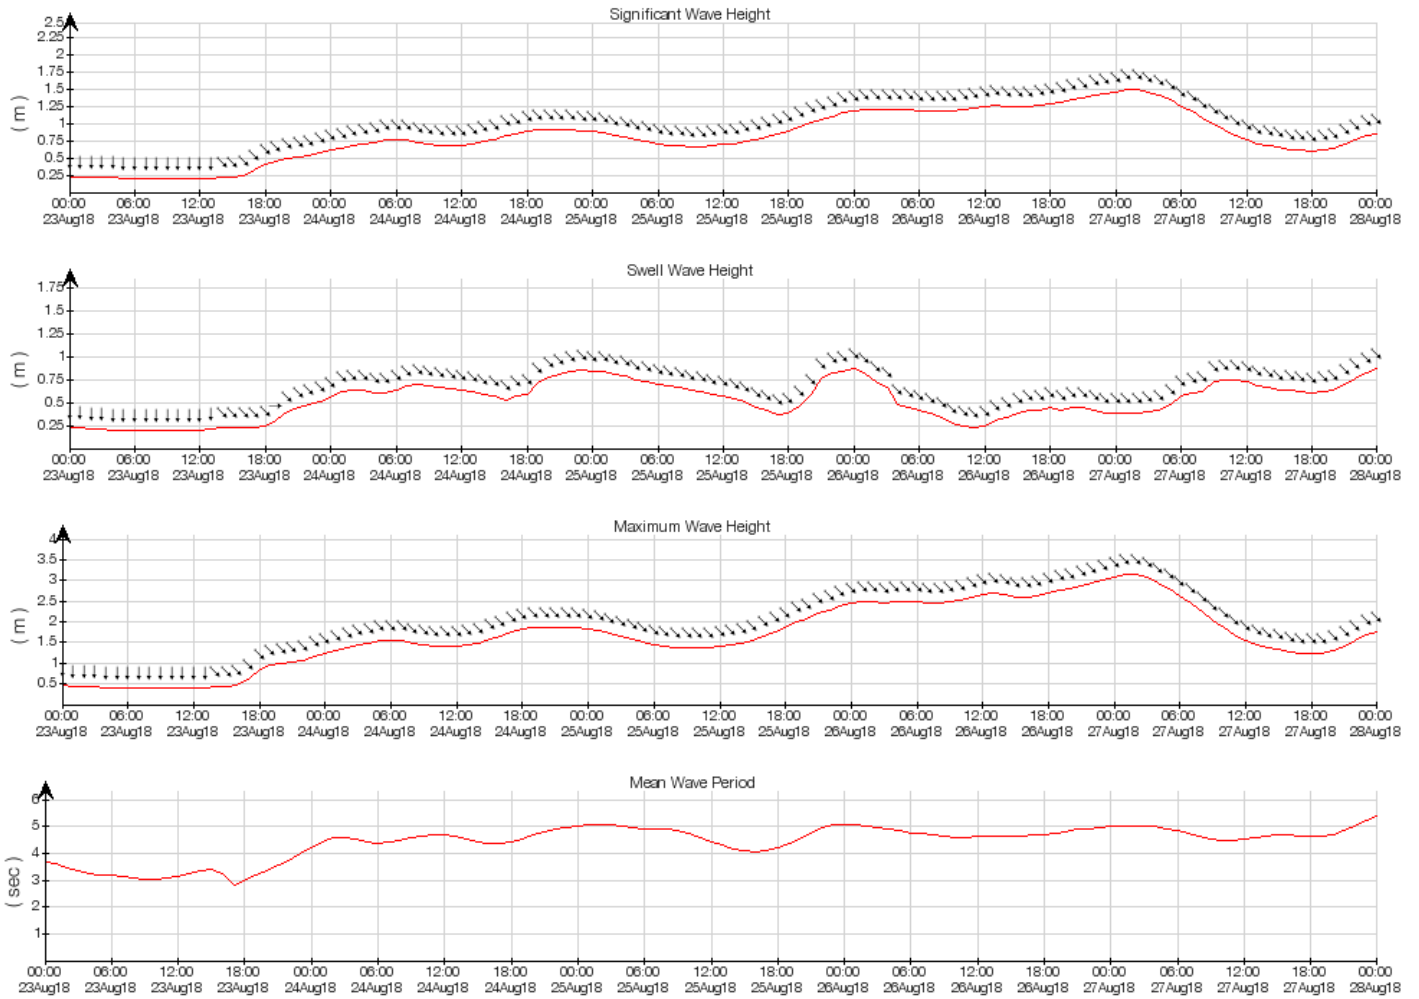 Significant Wave Height
2.5
2.25
2
1.75
1.5
1.25
1
0.75
0.5
0.25
( m )
00:00 06:00 12:00 18:00 00:00 06:00 12:00 18:00 00:00 06:00 12:00 18:00 00:00 06:00 12:00 18:00 00:00 06:00 12:00 18:00 00:00
23Aug18 23Aug18 23Aug18 23Aug18 24Aug18 24Aug18 24Aug18 24Aug18 25Aug18 25Aug18 25Aug18 25Aug18 26Aug18 26Aug18 26Aug18 26Aug18 27Aug18 27Aug18 27Aug18 27Aug18 28Aug18
Swell Wave Height
1.75
1.5
1.25
1
0.75
0.5
0.25
( m )
00:00 06:00 12:00 18:00 00:00 06:00 12:00 18:00 00:00 06:00 12:00 18:00 00:00 06:00 11:00 18:00 00:00 06:00 12:00 18:00 00:00
23Aug18 23Aug18 23Aug18 23Aug18 24Aug18 24Aug18 24Aug18 24Aug18 25Aug18 25Aug18 25Aug18 25Aug18 26Aug18 26Aug18 26Aug18 26Aug18 27Aug18 27Aug18 27Aug18 27Aug18 28Aug18
Maximum Wave Height
4
3.5
3
2.5
2
1.5
1
0.5
( m )
00:00 06:00 12:00 18:00 00:00 06:00 12:00 18:00 00:00 06:00 12:00 18:00 00:00 06:00 12:00 18:00 00:00 06:00 12:00 18:00 00:00
23Aug18 23Aug18 23Aug18 23Aug18 24Aug18 24Aug18 24Aug18 24Aug18 25Aug18 25Aug18 25Aug18 25Aug18 26Aug18 26Aug18 26Aug18 26Aug18 27Aug18 27Aug18 27Aug18 27Aug18 28Aug18
Mean Wave Period
6
5
4
3
2
1
( sec )
00:00 06:00 12:00 18:00 00:00 06:00 12:00 18:00 00:00 06:00 12:00 18:00 00:00 06:00 12:00 18:00 00:00 06:00 12:00 18:00 00:00
23Aug18 23Aug18 23Aug18 23Aug18 24Aug18 24Aug18 24Aug18 24Aug18 25Aug18 25Aug18 25Aug18 25Aug18 26Aug18 26Aug18 26Aug18 26Aug18 27Aug18 27Aug18 27Aug18 27Aug18 28Aug18